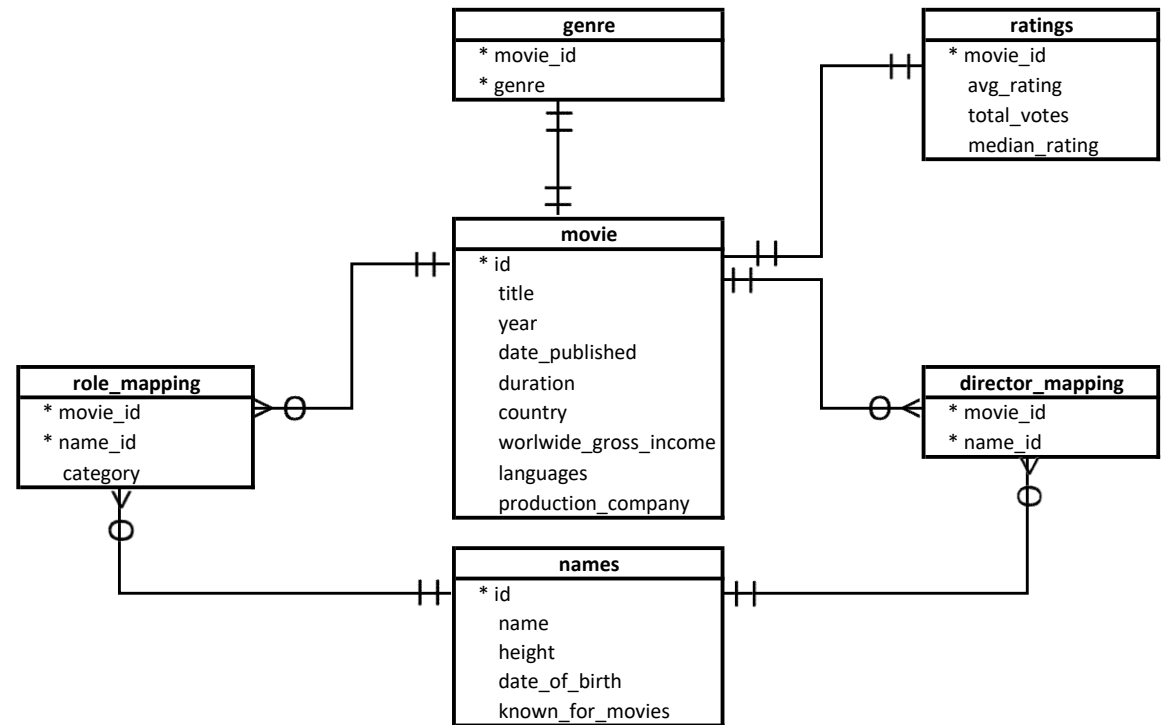 genre
* movie_id
* genre
ratings
* movie_id
avg_rating
total_votes
median_rating
movie
* id
title
year
date_published
duration
country
worlwide_gross_income
languages
production_company
role_mapping
* movie_id
* name_id
category
director_mapping
* movie_id
* name_id
names
* id
name
height
date_of_birth
known_for_movies